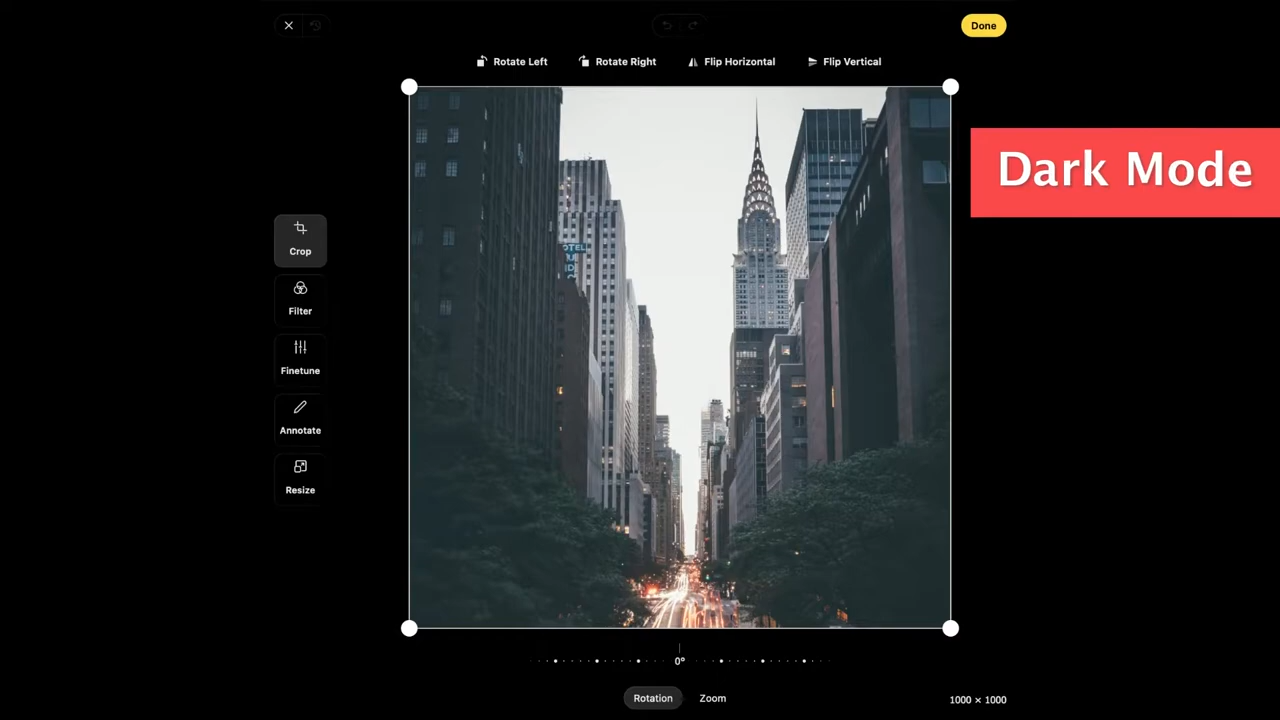 Done
Rotate Left
Rotate Right
Flip Horizontal
Flip Vertical
Dark Mode
Crop
Filter
Finetune
Annotate
Resize
HOTEL
0°
Rotation
Zoom
1000 × 1000